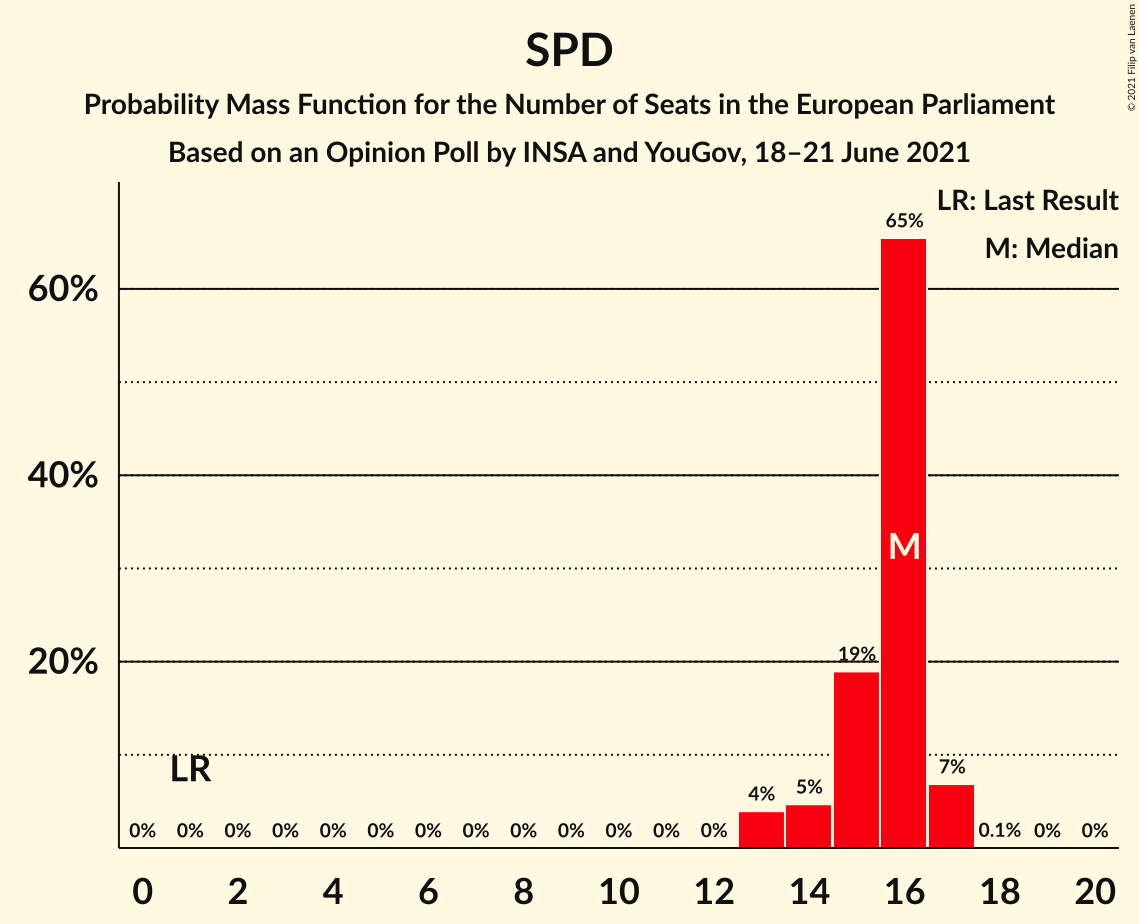 SPD
Probability Mass Function for the Number of Seats in the European Parliament
Based on an Opinion Poll by INSA and YouGov, 18–21 June 2021
© 2021 Filip van Laenen
LR: Last Result
M: Median
65%
60%
40%
M
19%
20%
LR
7%
5%
4%
0% 0% 0% 0% 0% 0% 0% 0% 0% 0% 0% 0% 0% 0.1% 0% 0%
0 2 4 6 8 10 12 14 16 18 20